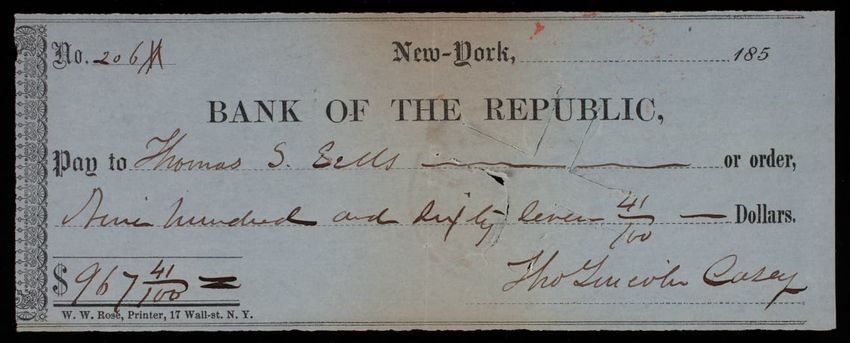 No. 206
New-York, 185
BANK OF THE REPUBLIC,
Pay to Thomas S. Eells or order,
Nine hundred and Sixty Seven 41/100 Dollars.
$967 41/100
Tho Lincoln Casey
W. W. Rose, Printer, 17 Wall-st. N. Y.